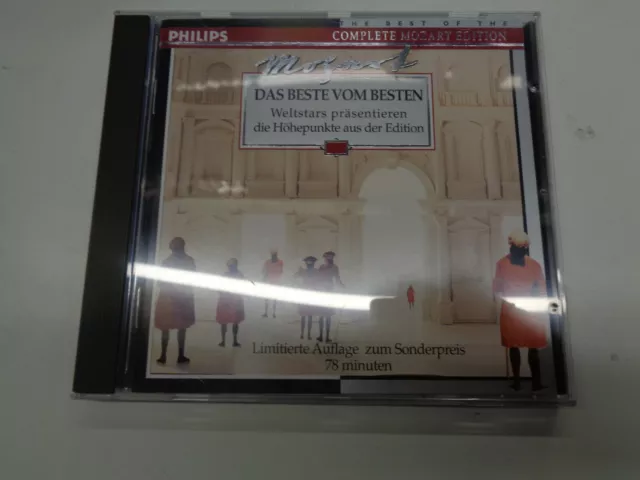 THE BEST OF THE
PHILIPS
COMPLETE MOZART EDITION
Mozart
DAS BESTE VOM BESTEN
Weltstars präsentieren
die Höhepunkte aus der Edition
Limitierte Auflage zum Sonderpreis
78 minuten